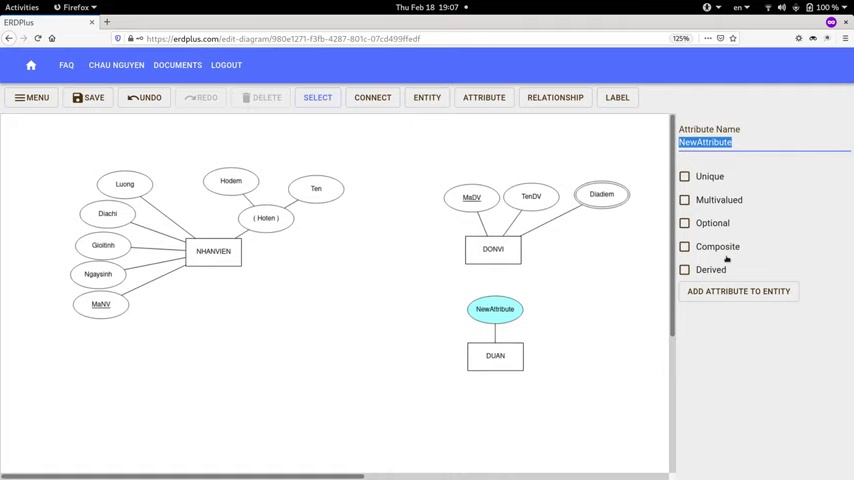 Activities
Firefox
Thu Feb 18 19:07
en
100 %
ERDPlus
https://erdplus.com/edit-diagram/980e1271-f3fb-4287-801c-07cd499ffedf
125%
FAQ
CHAU NGUYEN
DOCUMENTS
LOGOUT
MENU
SAVE
UNDO
REDO
DELETE
SELECT
CONNECT
ENTITY
ATTRIBUTE
RELATIONSHIP
LABEL
Luong
Hodem
Ten
Diachi
( Hoten )
Gioitinh
NHANVIEN
Ngaysinh
MaNV
MaDV
TenDV
Diadiem
DONVI
NewAttribute
DUAN
Attribute Name
NewAttribute
Unique
Multivalued
Optional
Composite
Derived
ADD ATTRIBUTE TO ENTITY